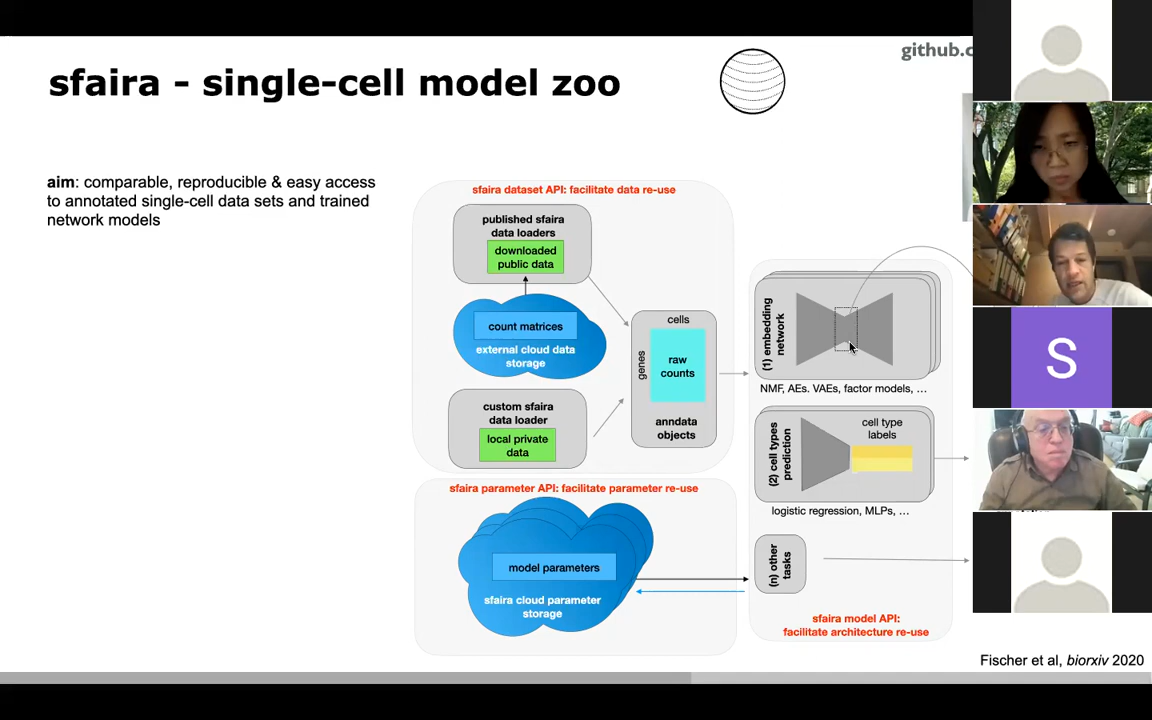 github.c
sfaira - single-cell model zoo
aim: comparable, reproducible & easy access
to annotated single-cell data sets and trained
network models
sfaira dataset API: facilitate data re-use
published sfaira
data loaders
downloaded
public data
count matrices
external cloud data
storage
custom sfaira
data loader
local private
data
cells
genes
raw
counts
anndata
objects
(1) embedding
network
NMF, AEs. VAEs, factor models, …
(2) cell types
prediction
cell type
labels
logistic regression, MLPs, …
(n) other
tasks
sfaira model API:
facilitate architecture re-use
sfaira parameter API: facilitate parameter re-use
model parameters
sfaira cloud parameter
storage
S
Fischer et al, biorxiv 2020